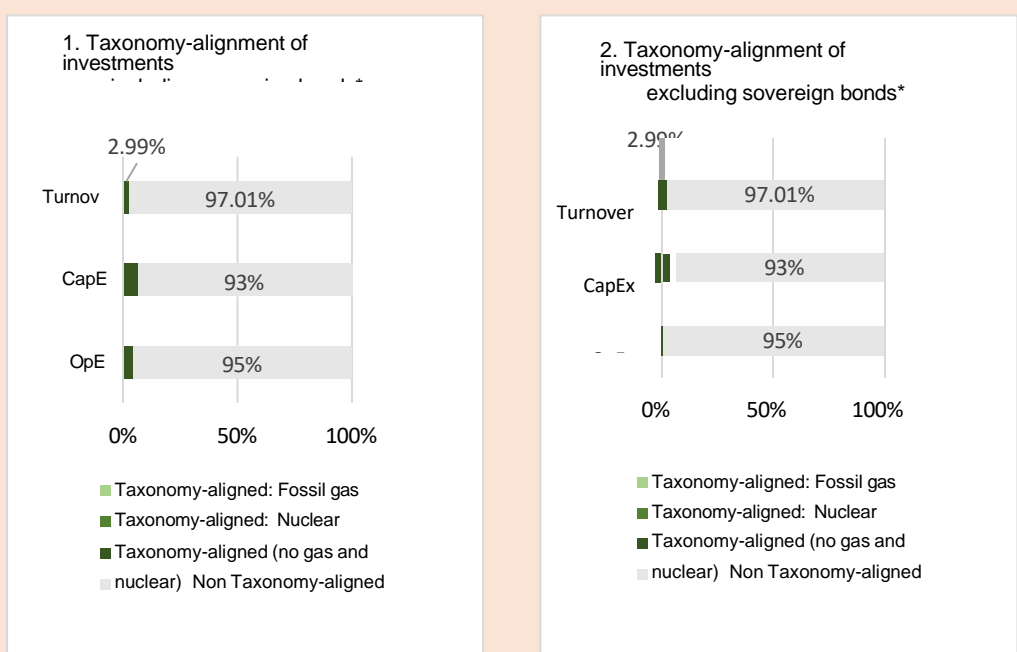 1. Taxonomy-alignment of
investments
2.99%
Turnov
97.01%
CapE
93%
OpE
95%
0% 50% 100%
Taxonomy-aligned: Fossil gas
Taxonomy-aligned: Nuclear
Taxonomy-aligned (no gas and
nuclear) Non Taxonomy-aligned
2. Taxonomy-alignment of
investments
excluding sovereign bonds*
2.99%
Turnover
97.01%
CapEx
93%
95%
0% 50% 100%
Taxonomy-aligned: Fossil gas
Taxonomy-aligned: Nuclear
Taxonomy-aligned (no gas and
nuclear) Non Taxonomy-aligned